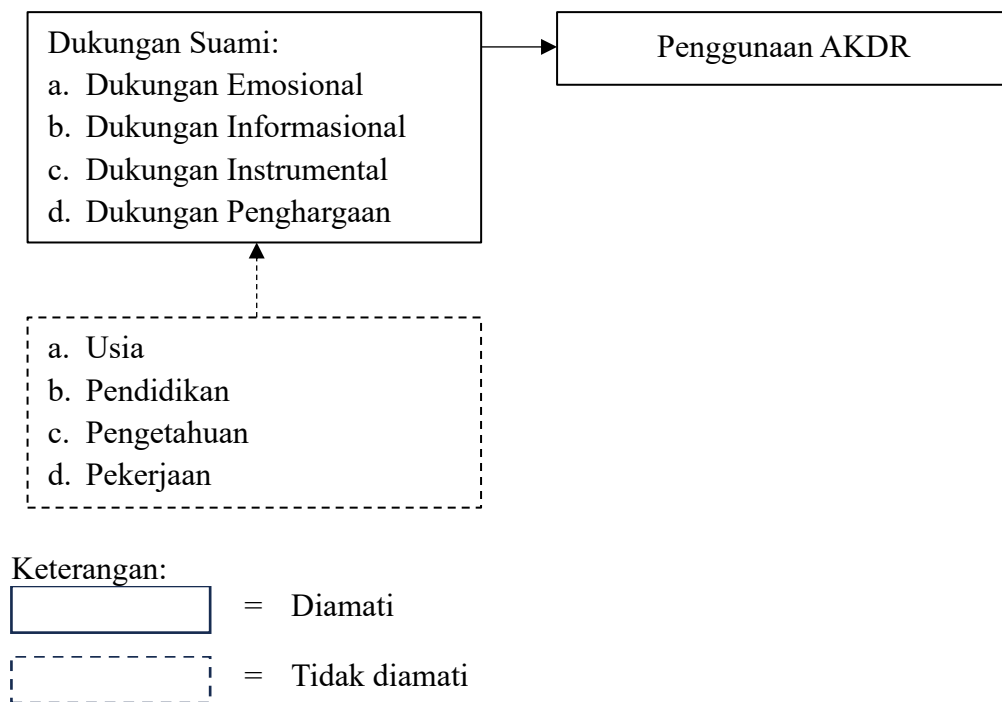 Dukungan Suami:
a. Dukungan Emosional
b. Dukungan Informasional
c. Dukungan Instrumental
d. Dukungan Penghargaan
Penggunaan AKDR
a. Usia
b. Pendidikan
c. Pengetahuan
d. Pekerjaan
Keterangan:
= Diamati
= Tidak diamati